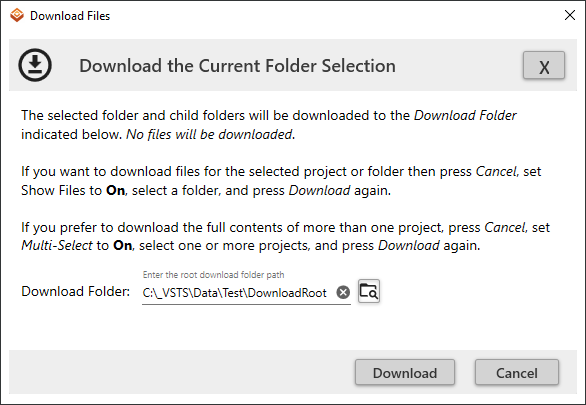 Download Files
Download the Current Folder Selection
X
The selected folder and child folders will be downloaded to the Download Folder
indicated below. No files will be downloaded.
If you want to download files for the selected project or folder then press Cancel, set
Show Files to On, select a folder, and press Download again.
If you prefer to download the full contents of more than one project, press Cancel, set
Multi-Select to On, select one or more projects, and press Download again.
Enter the root download folder path
Download Folder: C:\_VSTS\Data\Test\DownloadRoot
Download Cancel